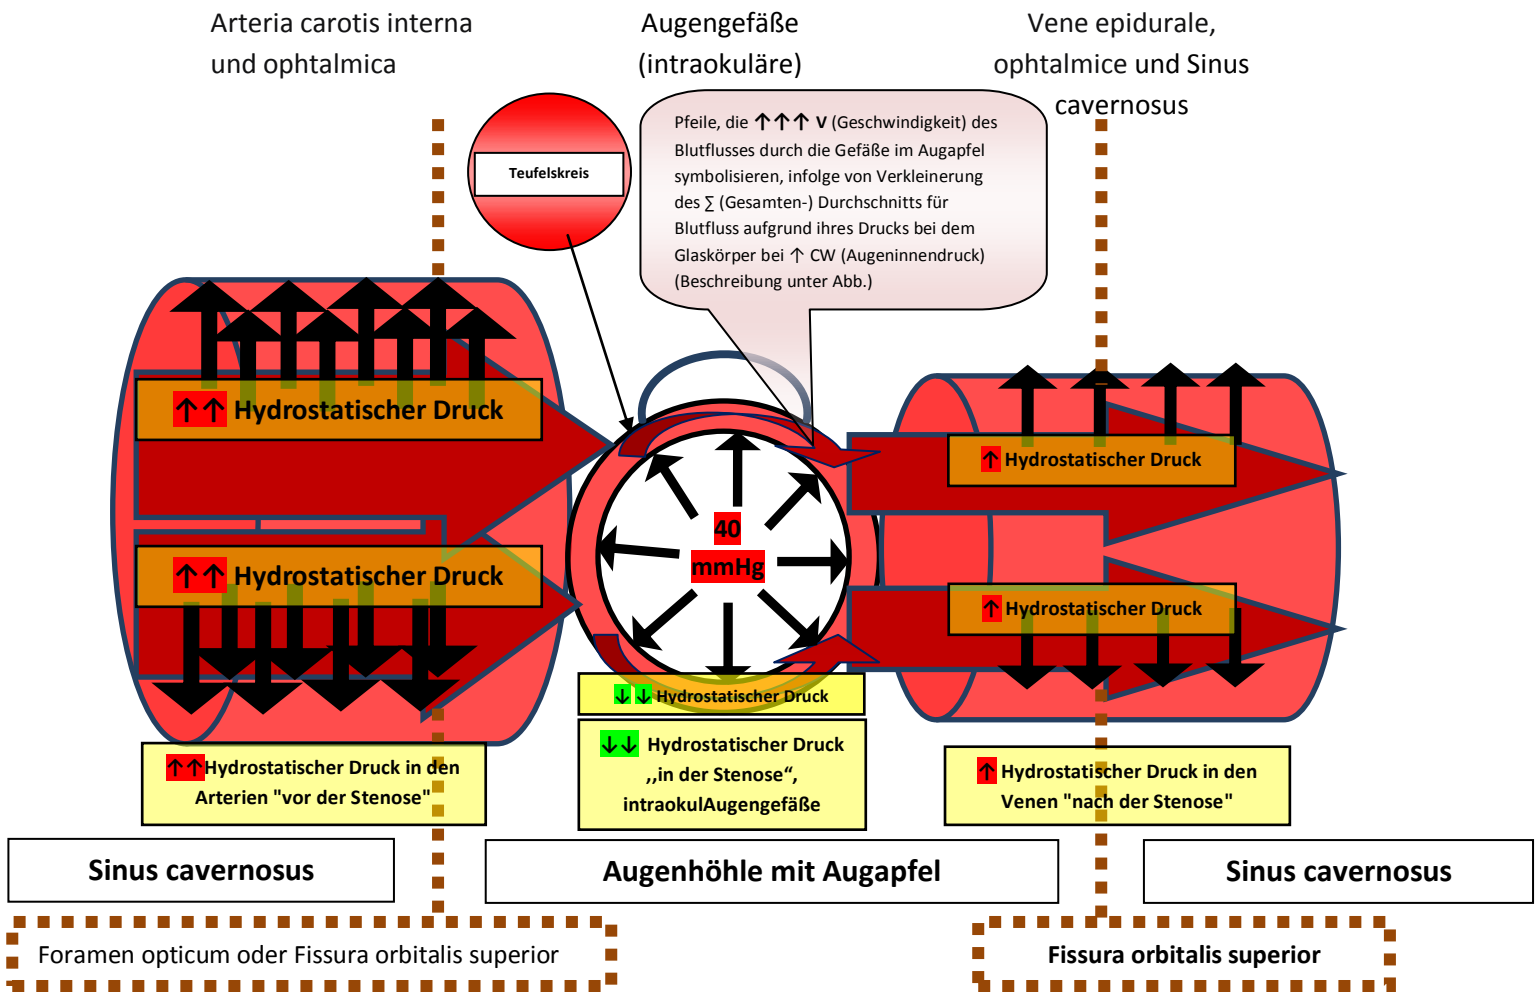 Arteria carotis interna
und ophtalmica
Augengefäße
(intraokuläre)
Vene epidurale,
ophtalmice und Sinus
cavernosus
Teufelskreis
Pfeile, die ↑↑↑ V (Geschwindigkeit) des
Blutflusses durch die Gefäße im Augapfel
symbolisieren, infolge von Verkleinerung
des ∑ (Gesamten-) Durchschnitts für
Blutfluss aufgrund ihres Drucks bei dem
Glaskörper bei ↑ CW (Augeninnendruck)
(Beschreibung unter Abb.)
↑↑ Hydrostatischer Druck
↑ Hydrostatischer Druck
40
mmHg
↑↑ Hydrostatischer Druck
↑ Hydrostatischer Druck
↓↓ Hydrostatischer Druck
↑↑Hydrostatischer Druck in den
Arterien "vor der Stenose"
↓↓ Hydrostatischer Druck
,,in der Stenose“,
intraokulAugengefäße
↑ Hydrostatischer Druck in den
Venen "nach der Stenose"
Sinus cavernosus
Augenhöhle mit Augapfel
Sinus cavernosus
Foramen opticum oder Fissura orbitalis superior
Fissura orbitalis superior